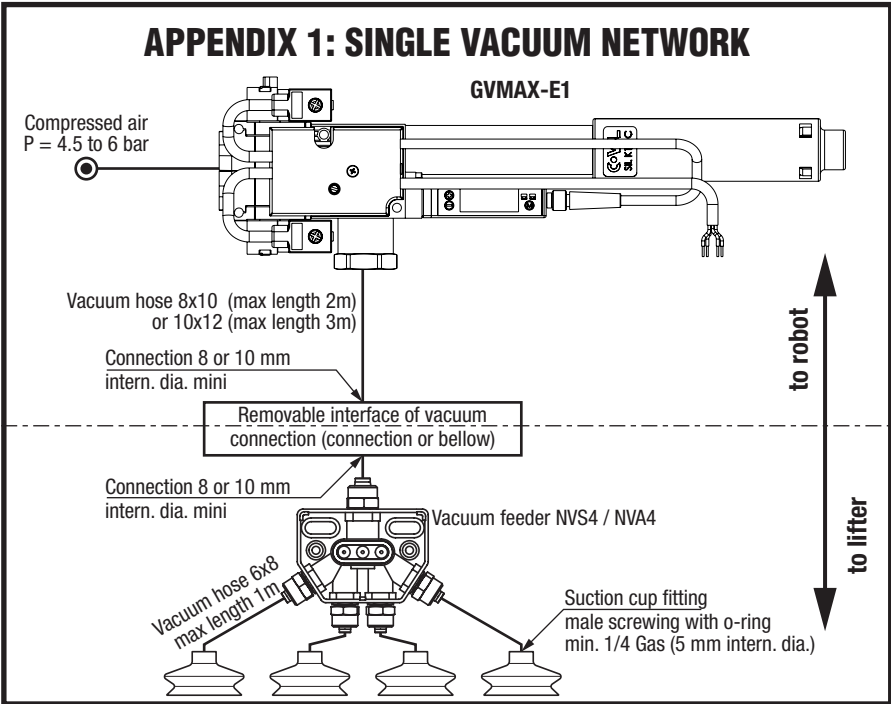 APPENDIX 1: SINGLE VACUUM NETWORK
GVMAX-E1
Compressed air
P = 4.5 to 6 bar
Vacuum hose 8x10 (max length 2m)
or 10x12 (max length 3m)
Connection 8 or 10 mm
intern. dia. mini
to robot
Removable interface of vacuum
connection (connection or bellow)
Connection 8 or 10 mm
intern. dia. mini
Vacuum feeder NVS4 / NVA4
to lifter
Vacuum hose 6x8
max length 1m
Suction cup fitting
male screwing with o-ring
min. 1/4 Gas (5 mm intern. dia.)